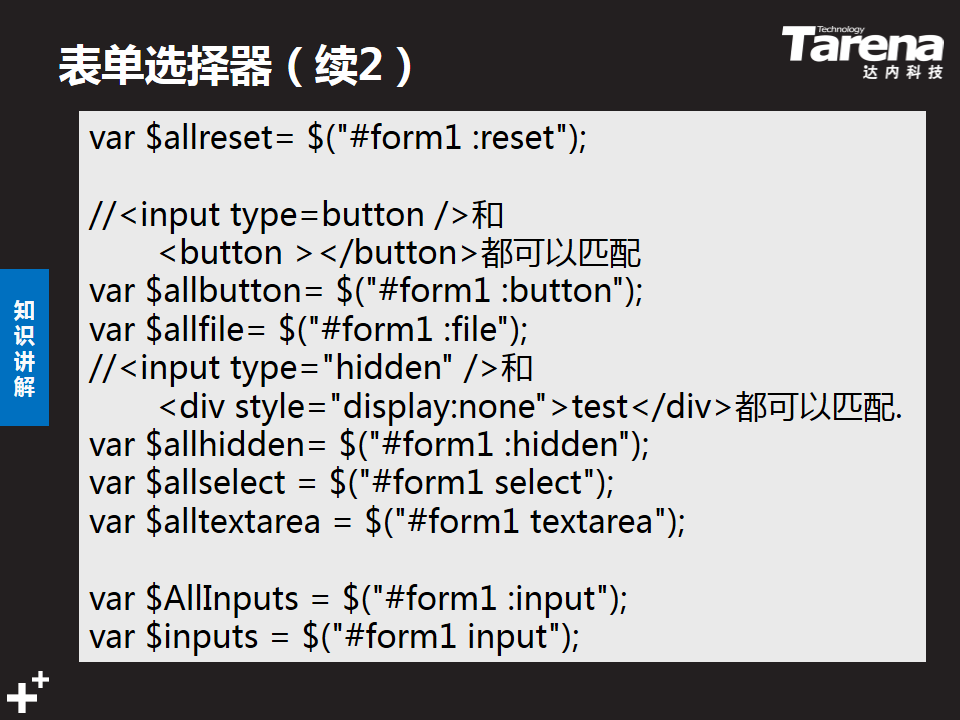 表单选择器（续2）
Technology
Tarena
达内科技
知识讲解
var $allreset= $("#form1 :reset");
//<input type=button />和
<button ></button>都可以匹配
var $allbutton= $("#form1 :button");
var $allfile= $("#form1 :file");
//<input type="hidden" />和
<div style="display:none">test</div>都可以匹配.
var $allhidden= $("#form1 :hidden");
var $allselect = $("#form1 select");
var $alltextarea = $("#form1 textarea");
var $AllInputs = $("#form1 :input");
var $inputs = $("#form1 input");